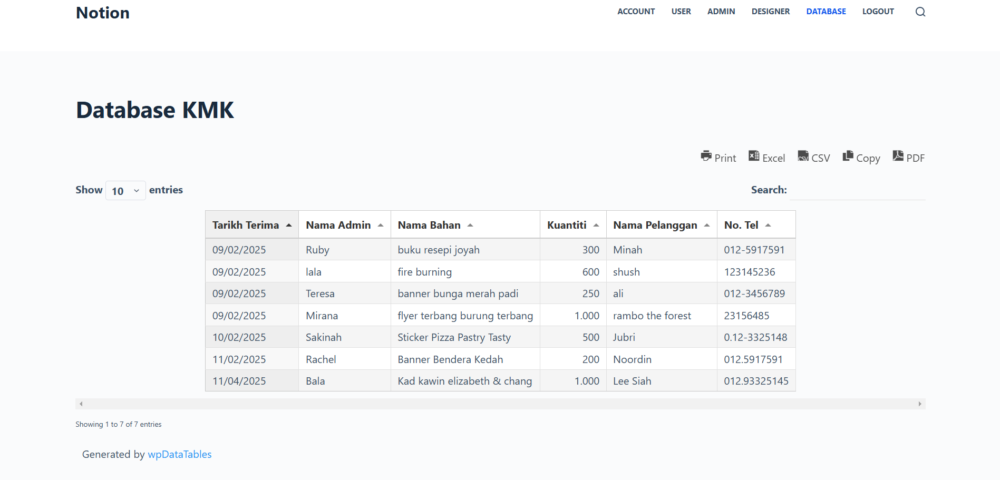 Notion
ACCOUNT USER ADMIN DESIGNER DATABASE LOGOUT
Database KMK
Print Excel CSV Copy PDF
Show 10 entries Search:
Tarikh Terima Nama Admin Nama Bahan Kuantiti Nama Pelanggan No. Tel
09/02/2025 Ruby buku resepi joyah 300 Minah 012-5917591
09/02/2025 lala fire burning 600 shush 123145236
09/02/2025 Teresa banner bunga merah padi 250 ali 012-3456789
09/02/2025 Mirana flyer terbang burung terbang 1.000 rambo the forest 23156485
10/02/2025 Sakinah Sticker Pizza Pastry Tasty 500 Jubri 0.12-3325148
11/02/2025 Rachel Banner Bendera Kedah 200 Noordin 012.5917591
11/04/2025 Bala Kad kawin elizabeth & chang 1.000 Lee Siah 012.93325145
Showing 1 to 7 of 7 entries
Generated by wpDataTables